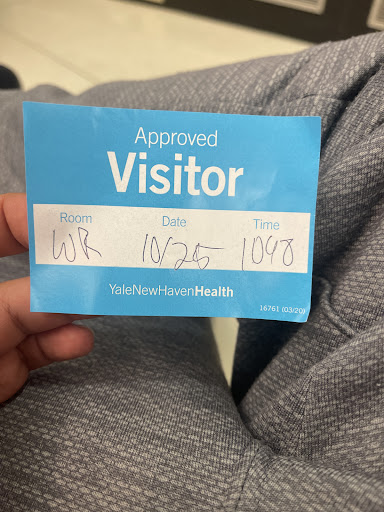 Approved
Visitor
Room Date Time
WR 10/25 1048
YaleNewHavenHealth
16761 (03/20)